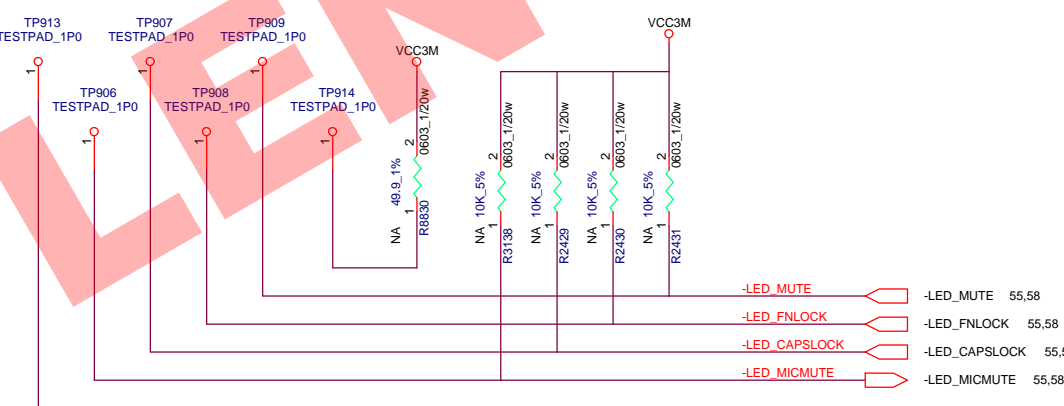 TP913
TESTPAD_1P0
TP907
TESTPAD_1P0
TP909
TESTPAD_1P0
VCC3M
VCC3M
TP906
TESTPAD_1P0
TP908
TESTPAD_1P0
TP914
TESTPAD_1P0
1
1
1
1
1
1
NA 49.9_1%
1 2
R8830 0603_1/20w
NA 10K_5%
1 2
R3138 0603_1/20w
NA 10K_5%
1 2
R2429 0603_1/20w
NA 10K_5%
1 2
R2430 0603_1/20w
NA 10K_5%
1 2
R2431 0603_1/20w
-LED_MUTE -LED_MUTE 55,58
-LED_FNLOCK -LED_FNLOCK 55,58
-LED_CAPSLOCK -LED_CAPSLOCK
-LED_MICMUTE -LED_MICMUTE 55,58